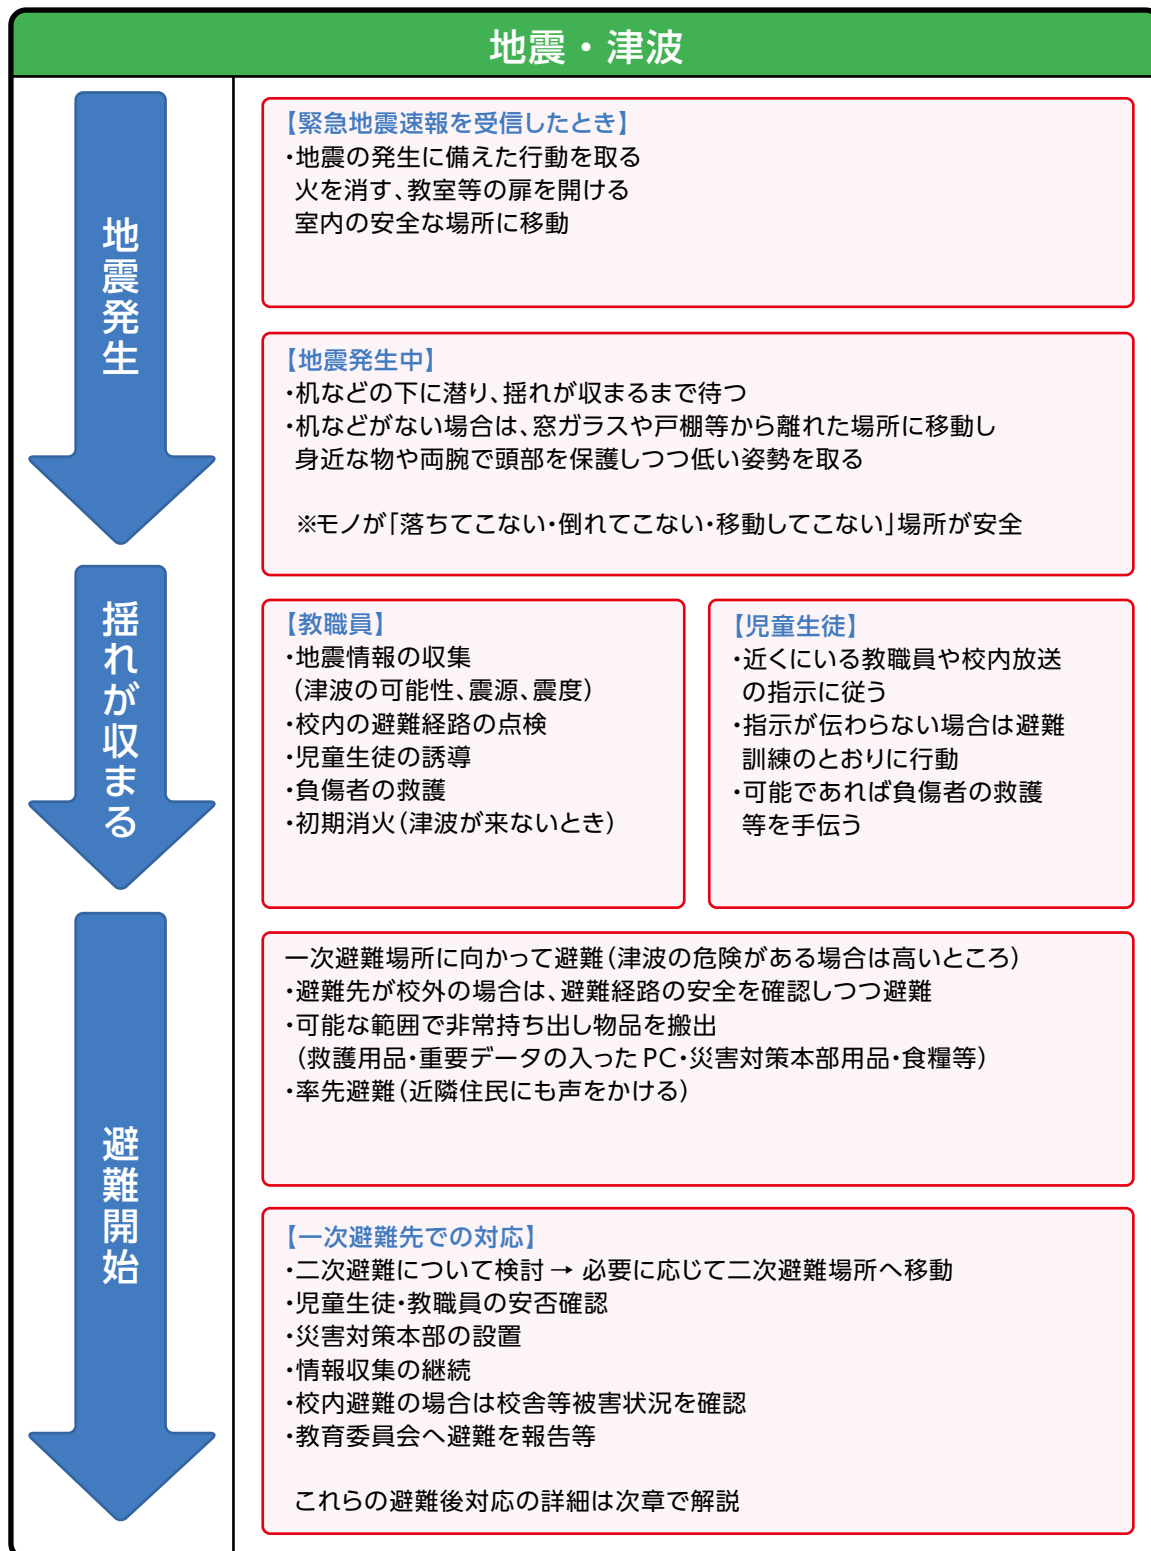 地震・津波
地震発生
【緊急地震速報を受信したとき】
・地震の発生に備えた行動を取る
火を消す、教室等の扉を開ける
室内の安全な場所に移動
【地震発生中】
・机などの下に潜り、揺れが収まるまで待つ
・机などがない場合は、窓ガラスや戸棚等から離れた場所に移動し
身近な物や両腕で頭部を保護しつつ低い姿勢を取る
※モノが「落ちてこない・倒れてこない・移動してこない」場所が安全
揺れが収まる
【教職員】
・地震情報の収集
（津波の可能性、震源、震度）
・校内の避難経路の点検
・児童生徒の誘導
・負傷者の救護
・初期消火（津波が来ないとき）
【児童生徒】
・近くにいる教職員や校内放送
の指示に従う
・指示が伝わらない場合は避難
訓練のとおりに行動
・可能であれば負傷者の救護
等を手伝う
避難開始
一次避難場所に向かって避難（津波の危険がある場合は高いところ）
・避難先が校外の場合は、避難経路の安全を確認しつつ避難
・可能な範囲で非常持ち出し物品を搬出
（救護用品・重要データの入った PC・災害対策本部用品・食糧等）
・率先避難（近隣住民にも声をかける）
【一次避難先での対応】
・二次避難について検討 → 必要に応じて二次避難場所へ移動
・児童生徒・教職員の安否確認
・災害対策本部の設置
・情報収集の継続
・校内避難の場合は校舎等被害状況を確認
・教育委員会へ避難を報告等
これらの避難後対応の詳細は次章で解説